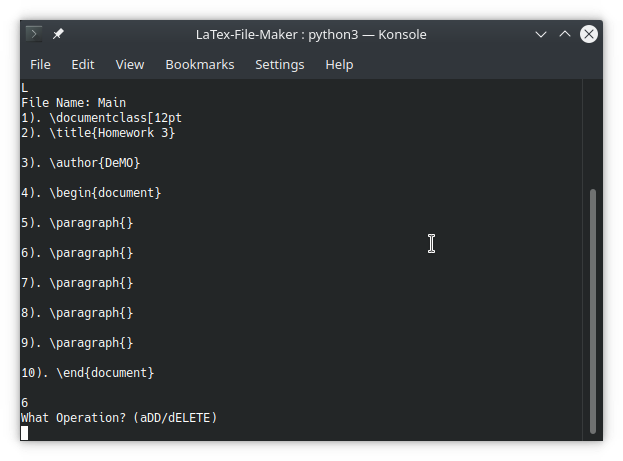 LaTex-File-Maker : python3 — Konsole
File Edit View Bookmarks Settings Help
L
File Name: Main
1). \documentclass[12pt
2). \title{Homework 3}
3). \author{DeMO}
4). \begin{document}
5). \paragraph{}
6). \paragraph{}
7). \paragraph{}
8). \paragraph{}
9). \paragraph{}
10). \end{document}
6
What Operation? (aDD/dELETE)